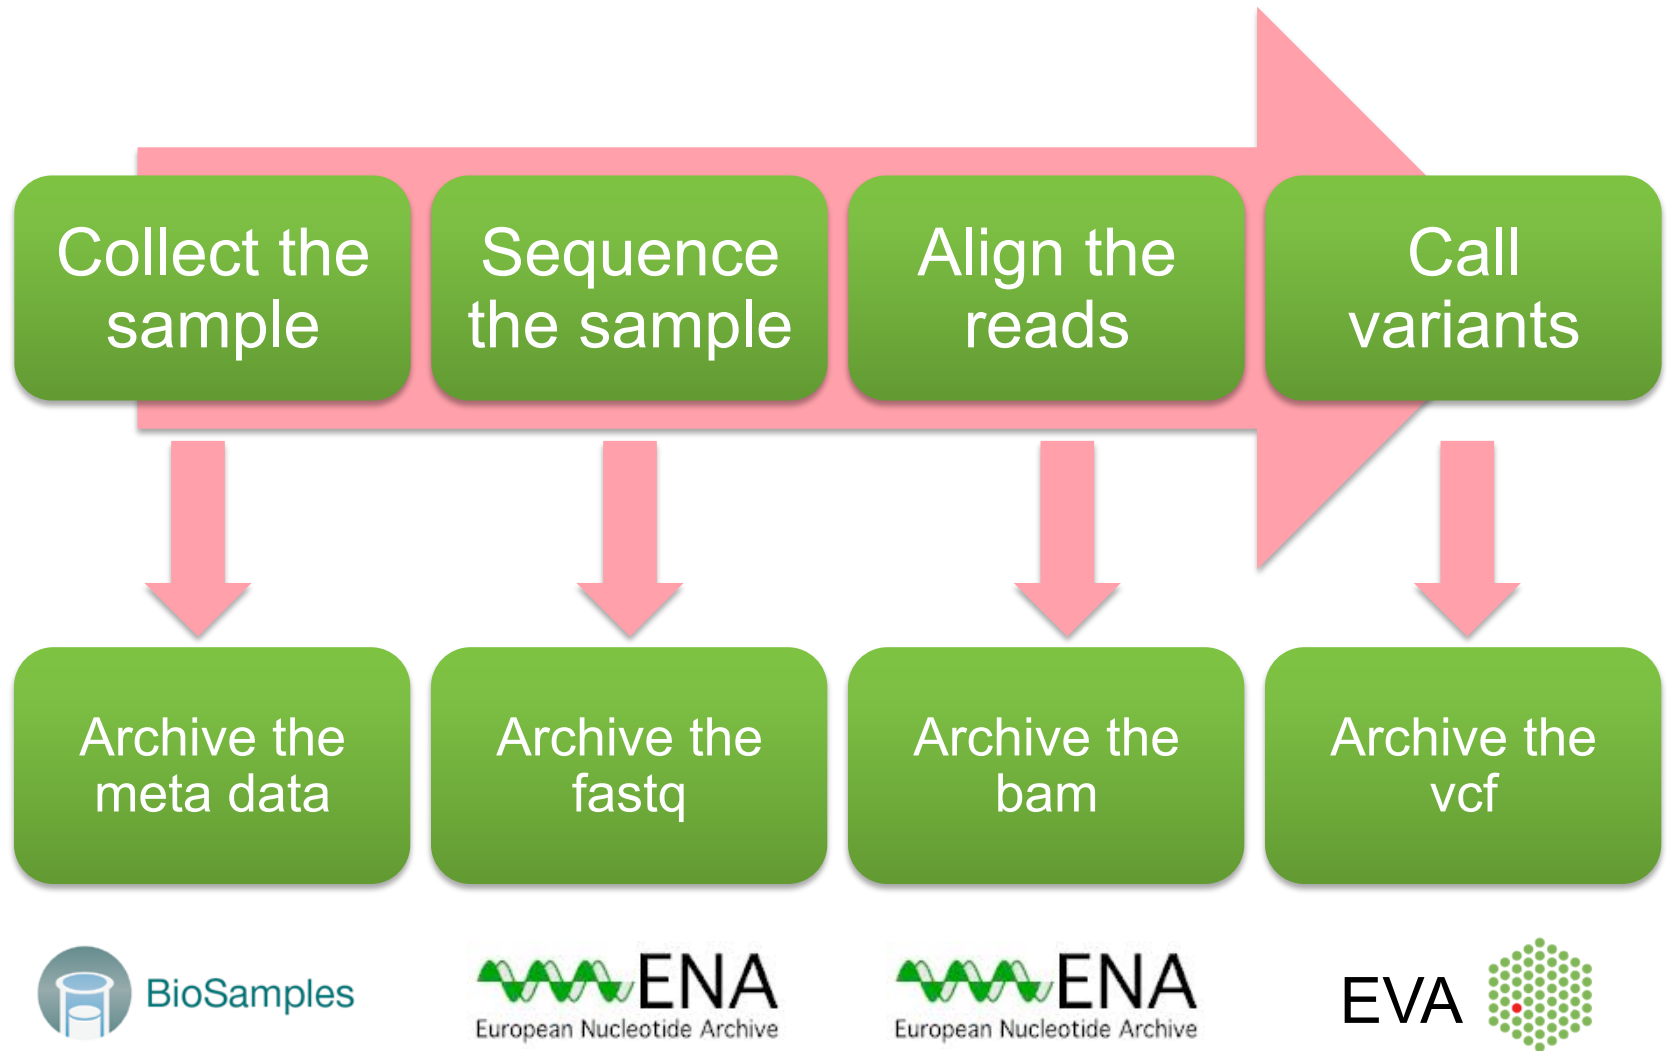 Collect the
sample
Sequence
the sample
Align the
reads
Call
variants
Archive the
meta data
Archive the
fastq
Archive the
bam
Archive the
vcf
BioSamples
ENA
European Nucleotide Archive
ENA
European Nucleotide Archive
EVA